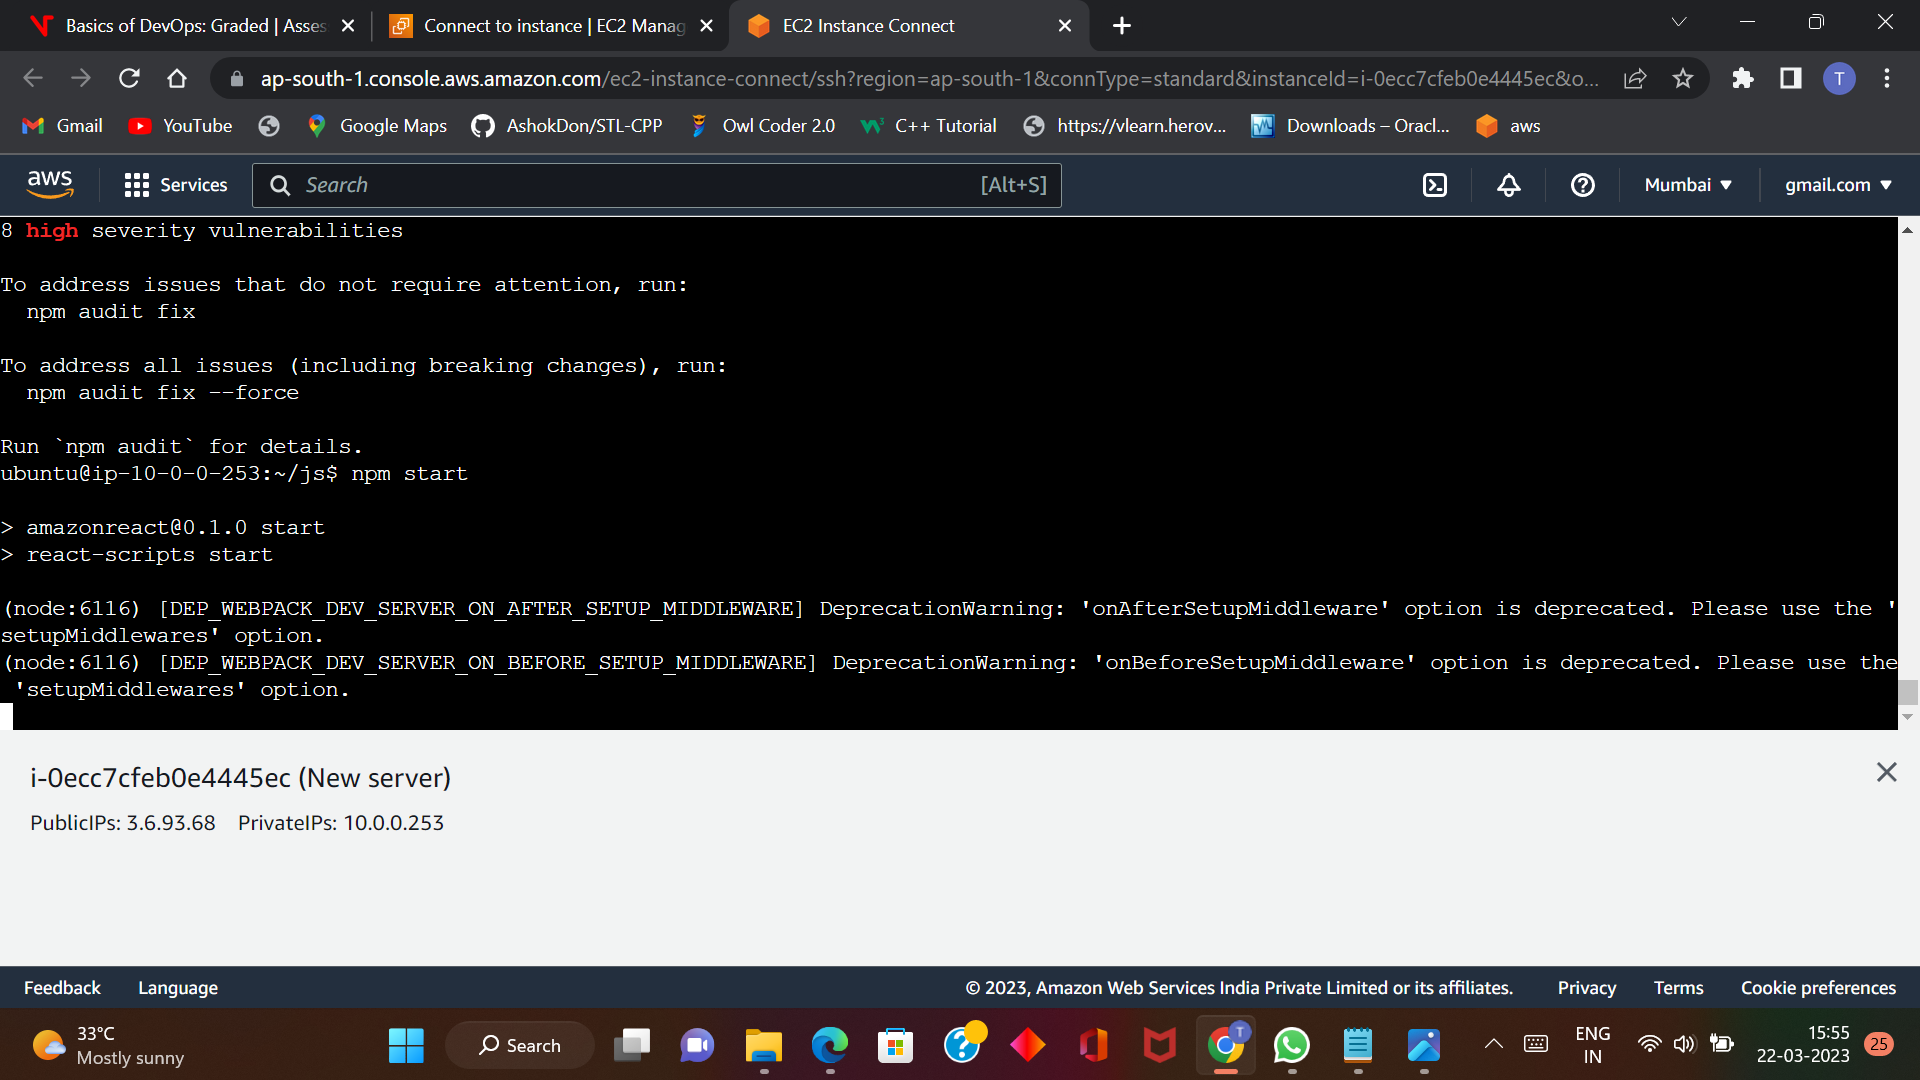 Basics of DevOps: Graded | Asses
Connect to instance | EC2 Manag
EC2 Instance Connect
ap-south-1.console.aws.amazon.com/ec2-instance-connect/ssh?region=ap-south-1&connType=standard&instanceId=i-0ecc7cfeb0e4445ec&o...
T
Gmail
YouTube
Google Maps
AshokDon/STL-CPP
Owl Coder 2.0
C++ Tutorial
https://vlearn.herov...
Downloads – Oracl...
aws
aws
Services
Search
[Alt+S]
Mumbai
gmail.com
8 high severity vulnerabilities
To address issues that do not require attention, run:
npm audit fix
To address all issues (including breaking changes), run:
npm audit fix --force
Run `npm audit` for details.
ubuntu@ip-10-0-0-253:~/js$ npm start
> amazonreact@0.1.0 start
> react-scripts start
(node:6116) [DEP_WEBPACK_DEV_SERVER_ON_AFTER_SETUP_MIDDLEWARE] DeprecationWarning: 'onAfterSetupMiddleware' option is deprecated. Please use the '
setupMiddlewares' option.
(node:6116) [DEP_WEBPACK_DEV_SERVER_ON_BEFORE_SETUP_MIDDLEWARE] DeprecationWarning: 'onBeforeSetupMiddleware' option is deprecated. Please use the
'setupMiddlewares' option.
i-0ecc7cfeb0e4445ec (New server)
PublicIPs: 3.6.93.68 PrivateIPs: 10.0.0.253
Feedback
Language
© 2023, Amazon Web Services India Private Limited or its affiliates.
Privacy
Terms
Cookie preferences
33°C
Mostly sunny
Search
T
ENG
IN
15:55
22-03-2023
25